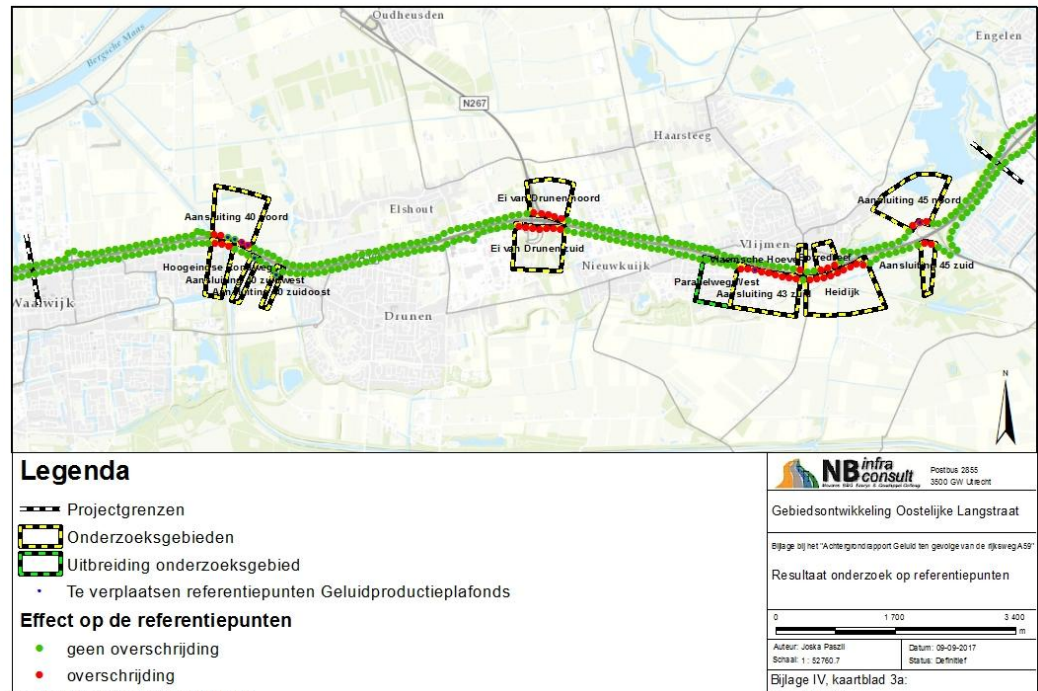 Oudheusden
Bergsche Maas
Engelen
N267
Haarsteeg
Ei van Drunen noord
Aansluiting 45 noord
Aansluiting 40 noord
Elshout
Ei van Drunen zuid
Vlijmen
Nieuwkuijk
Aansluiting 45 zuid
Parallelweg West
Aansluiting 40 zuidwest
Aansluiting 43 zuid
Heidijk
Aansluiting 40 zuidoost
Waalwijk
Drunen
N
Legenda
Projectgrenzen
Onderzoeksgebieden
Uitbreiding onderzoeksgebied
Te verplaatsen referentiepunten Geluidproductieplafonds
Effect op de referentiepunten
geen overschrijding
overschrijding
NB infra consult
Postbus 2855
3500 GW Utrecht
Gebiedsontwikkeling Oostelijke Langstraat
Bijlage bij het "Achtergrondrapport Geluid ten gevolge van de rijksweg A59"
Resultaat onderzoek op referentiepunten
0 1 700 3 400
m
Auteur: Joska Paszli
Datum: 09-09-2017
Schaal: 1 : 52760.7
Status: Definitief
Bijlage IV, kaartblad 3a: